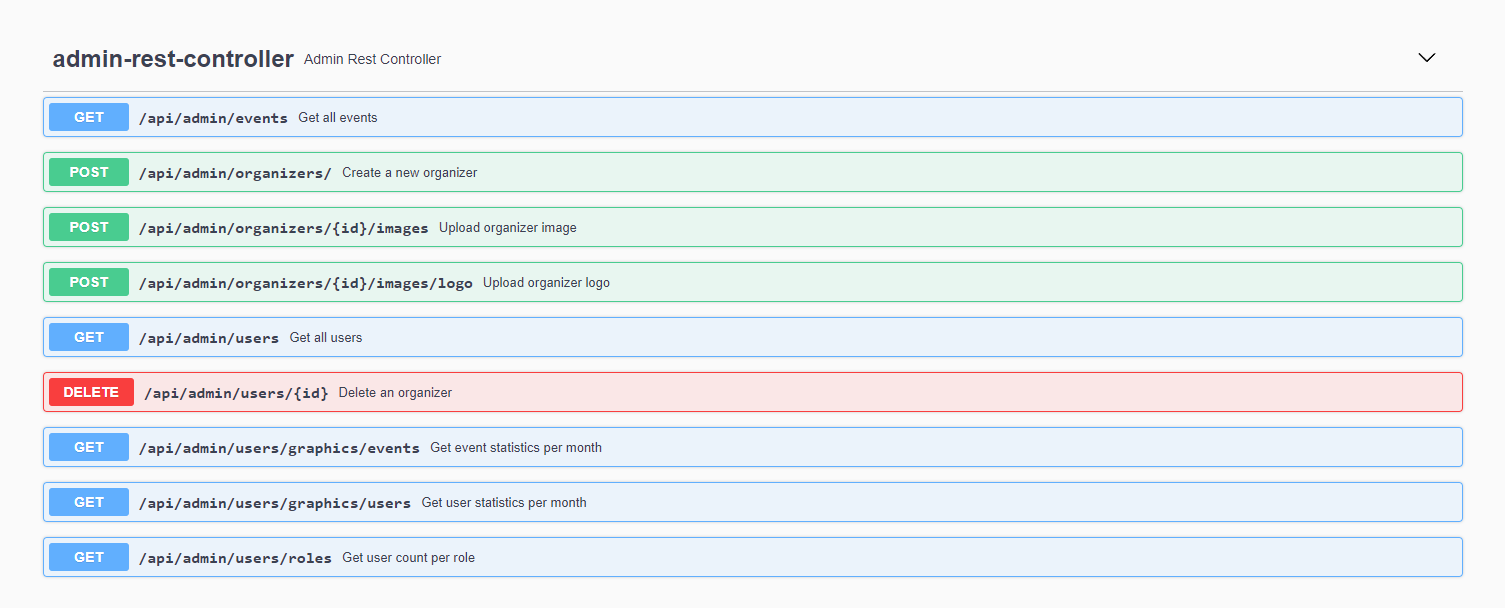 admin-rest-controller Admin Rest Controller
GET /api/admin/events Get all events
POST /api/admin/organizers/ Create a new organizer
POST /api/admin/organizers/{id}/images Upload organizer image
POST /api/admin/organizers/{id}/images/logo Upload organizer logo
GET /api/admin/users Get all users
DELETE /api/admin/users/{id} Delete an organizer
GET /api/admin/users/graphics/events Get event statistics per month
GET /api/admin/users/graphics/users Get user statistics per month
GET /api/admin/users/roles Get user count per role